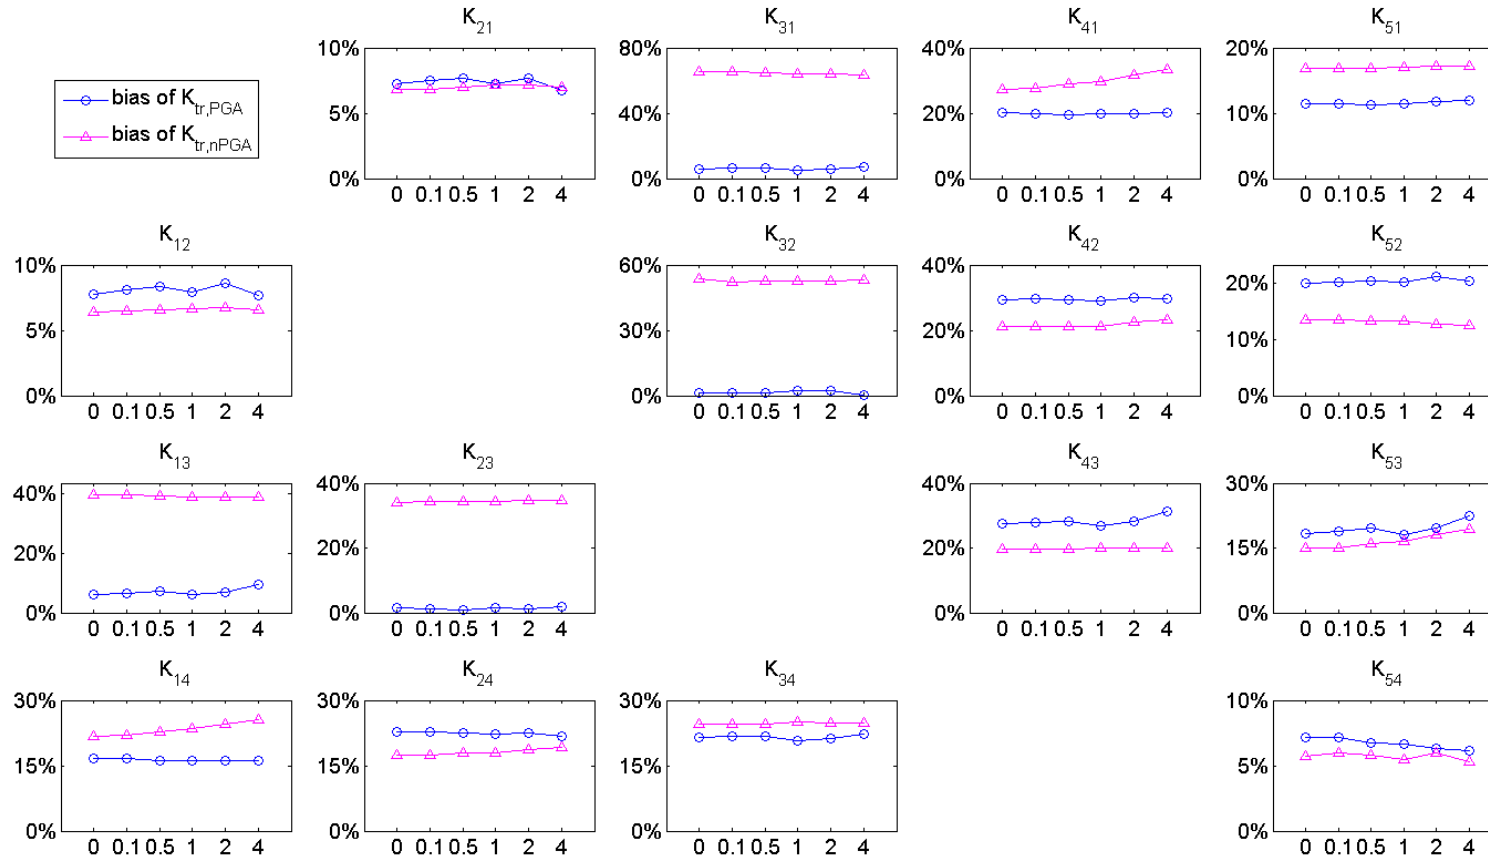 K21 K31 K41 K51
10% 80% 40% 20%
bias of Ktr,PGA
bias of Ktr,nPGA
5% 40% 20% 10%
0% 0% 0% 0%
0 0.1 0.5 1 2 4 0 0.1 0.5 1 2 4 0 0.1 0.5 1 2 4 0 0.1 0.5 1 2 4
K12 K32 K42 K52
10% 60% 40% 20%
5% 30% 20% 10%
0% 0% 0% 0%
0 0.1 0.5 1 2 4 0 0.1 0.5 1 2 4 0 0.1 0.5 1 2 4 0 0.1 0.5 1 2 4
K13 K23 K43 K53
40% 40% 40% 30%
20% 20% 20% 15%
0% 0% 0% 0%
0 0.1 0.5 1 2 4 0 0.1 0.5 1 2 4 0 0.1 0.5 1 2 4 0 0.1 0.5 1 2 4
K14 K24 K34 K54
30% 30% 30% 10%
15% 15% 15% 5%
0% 0% 0% 0%
0 0.1 0.5 1 2 4 0 0.1 0.5 1 2 4 0 0.1 0.5 1 2 4 0 0.1 0.5 1 2 4